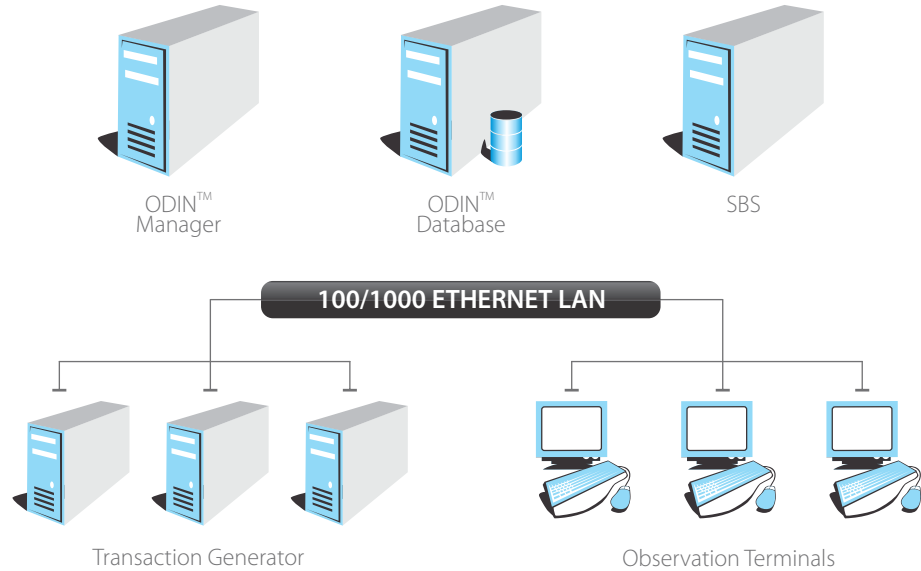 ODIN™
Manager
ODIN™
Database
SBS
100/1000 ETHERNET LAN
Transaction Generator
Observation Terminals